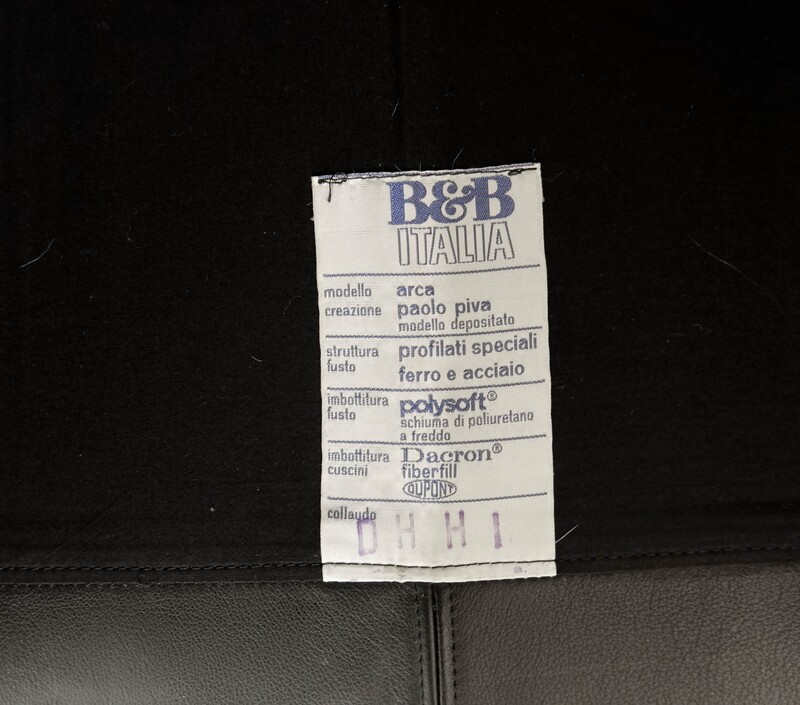 B&B
ITALIA
modello arca
creazione paolo piva
modello depositato
struttura profilati speciali
fusto ferro e acciaio
imbottitura polysoft®
fusto schiuma di poliuretano
a freddo
imbottitura Dacron®
cuscini fiberfill
DUPONT
collaudo
DHHI